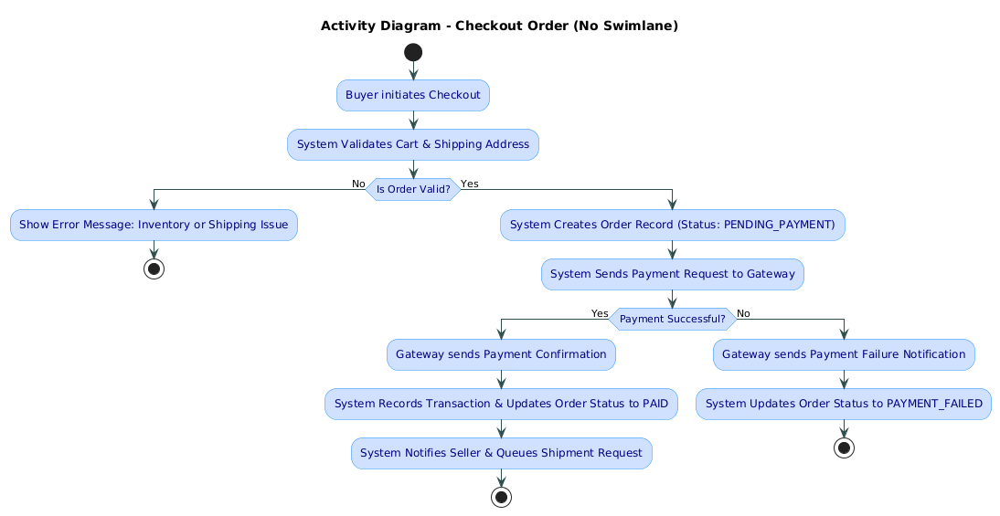 Activity Diagram - Checkout Order (No Swimlane)
Buyer initiates Checkout
System Validates Cart & Shipping Address
No
Is Order Valid?
Yes
Show Error Message: Inventory or Shipping Issue
System Creates Order Record (Status: PENDING_PAYMENT)
System Sends Payment Request to Gateway
Yes
Payment Successful?
No
Gateway sends Payment Confirmation
Gateway sends Payment Failure Notification
System Records Transaction & Updates Order Status to PAID
System Updates Order Status to PAYMENT_FAILED
System Notifies Seller & Queues Shipment Request